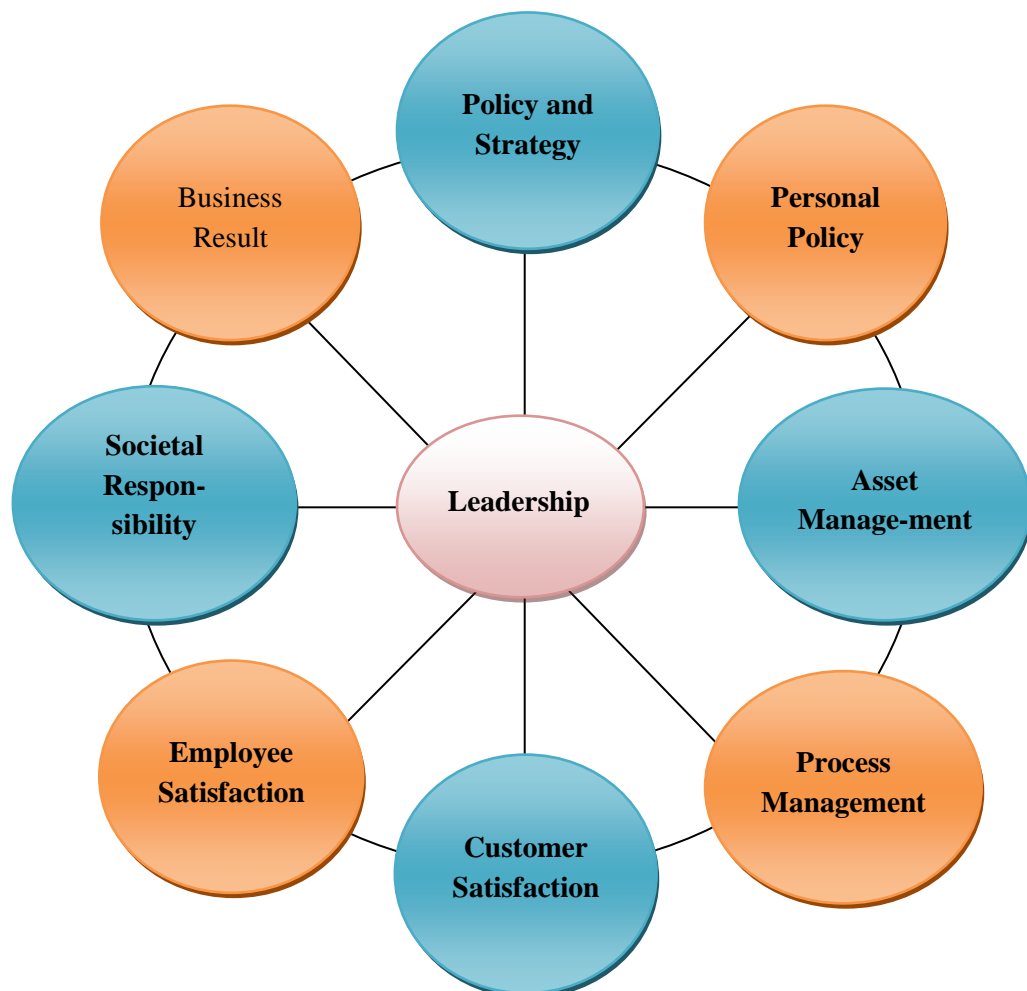 Policy and
Strategy
Business
Result
Personal
Policy
Societal
Respon-
sibility
Leadership
Asset
Manage-ment
Employee
Satisfaction
Process
Management
Customer
Satisfaction